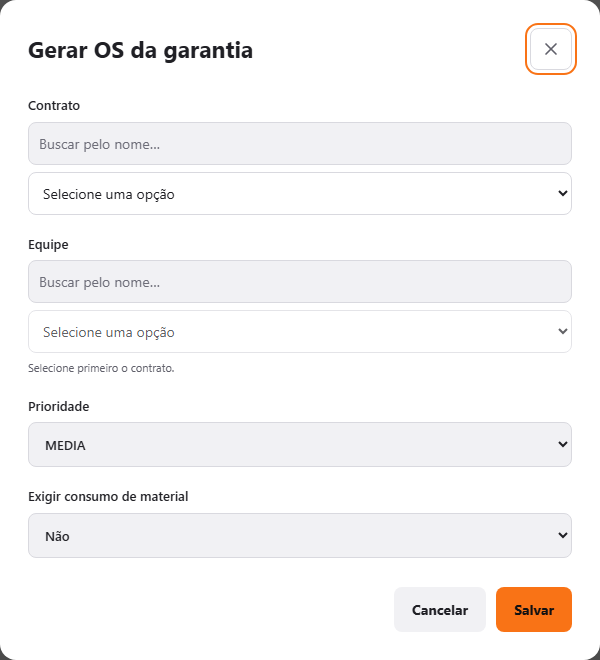 Gerar OS da garantia
Contrato
Buscar pelo nome...
Selecione uma opção
Equipe
Buscar pelo nome...
Selecione uma opção
Selecione primeiro o contrato.
Prioridade
MEDIA
Exigir consumo de material
Não
Cancelar
Salvar